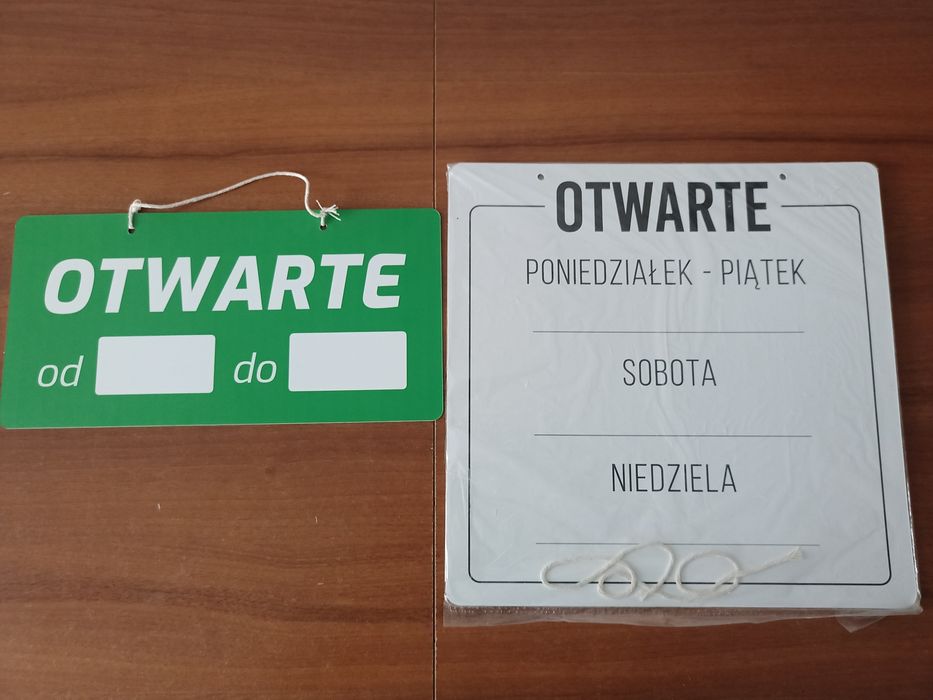 OTWARTE
od do
OTWARTE
PONIEDZIAŁEK - PIĄTEK
SOBOTA
NIEDZIELA